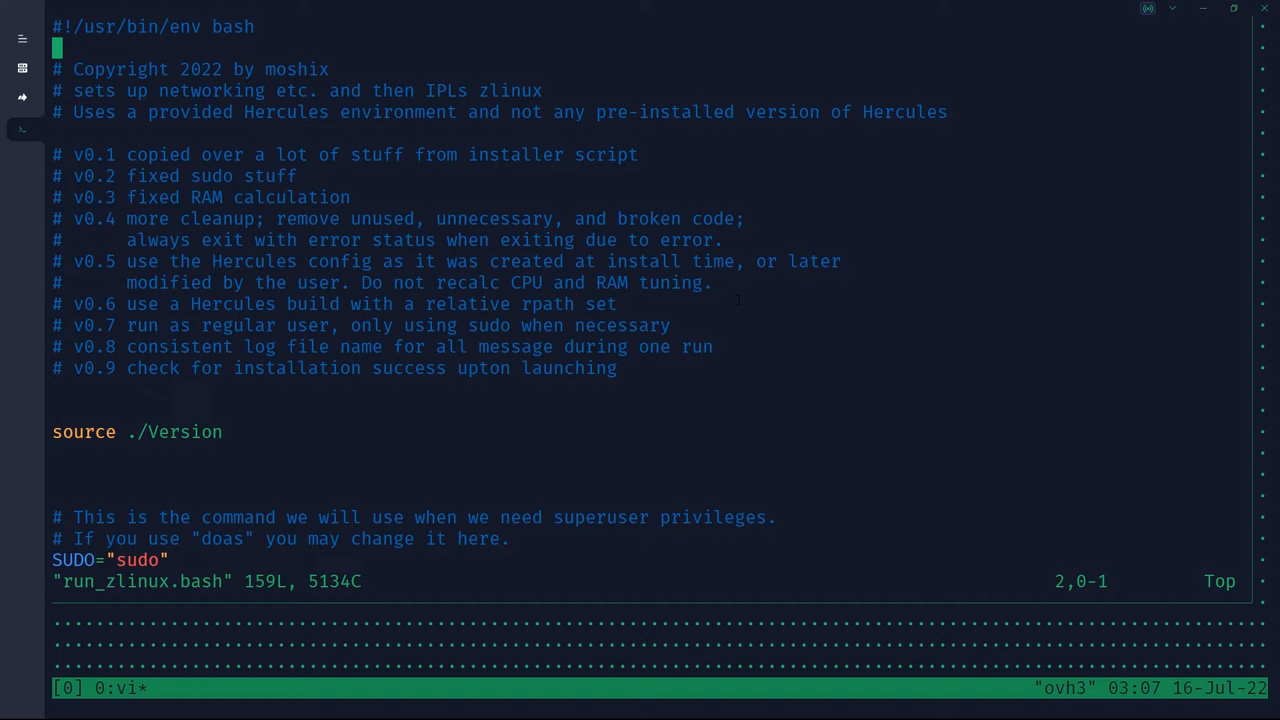 #!/usr/bin/env bash
# Copyright 2022 by moshix
# sets up networking etc. and then IPLs zlinux
# Uses a provided Hercules environment and not any pre-installed version of Hercules
# v0.1 copied over a lot of stuff from installer script
# v0.2 fixed sudo stuff
# v0.3 fixed RAM calculation
# v0.4 more cleanup; remove unused, unnecessary, and broken code;
#      always exit with error status when exiting due to error.
# v0.5 use the Hercules config as it was created at install time, or later
#      modified by the user. Do not recalc CPU and RAM tuning.
# v0.6 use a Hercules build with a relative rpath set
# v0.7 run as regular user, only using sudo when necessary
# v0.8 consistent log file name for all message during one run
# v0.9 check for installation success upton launching
source ./Version
# This is the command we will use when we need superuser privileges.
# If you use "doas" you may change it here.
SUDO="sudo"
"run_zlinux.bash" 159L, 5134C 2,0-1 Top
[0] 0:vi* "ovh3" 03:07 16-Jul-22